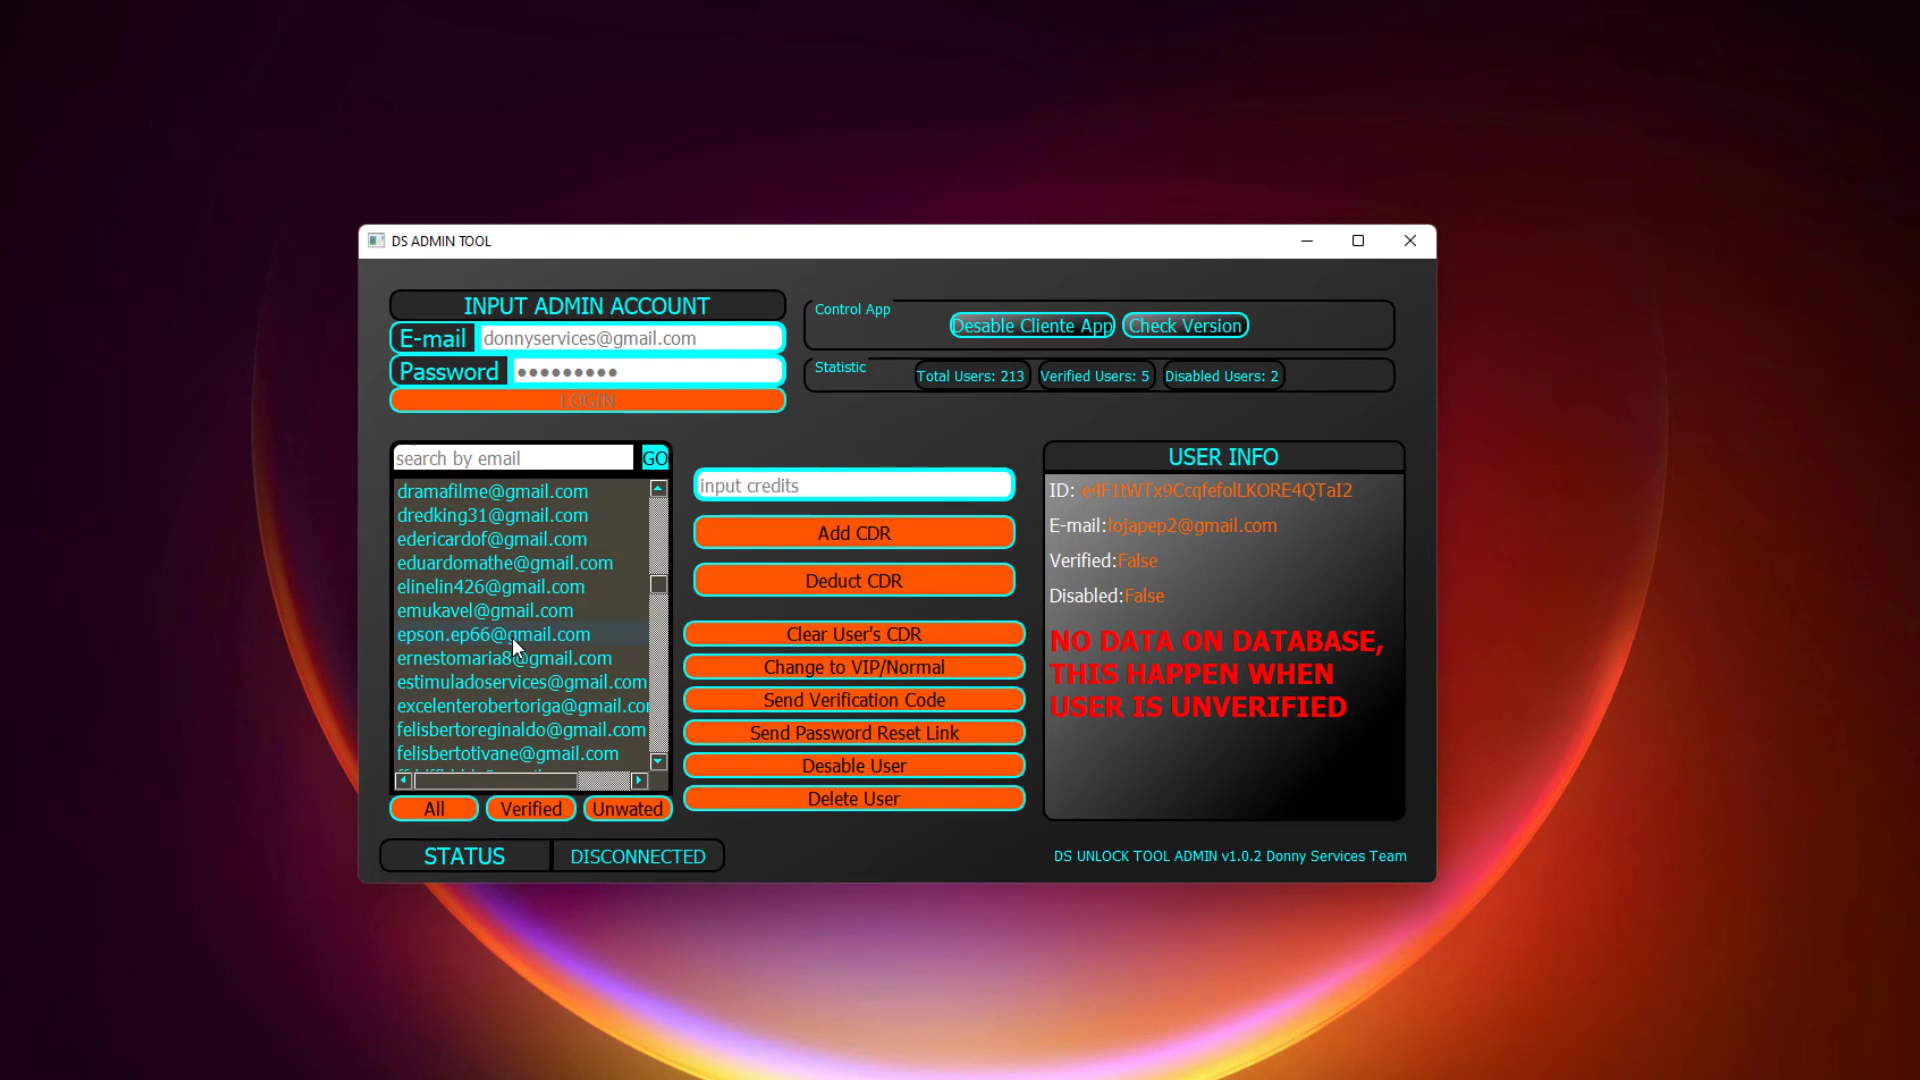 DS ADMIN TOOL
INPUT ADMIN ACCOUNT
E-mail donnyservices@gmail.com
Password
LOGIN
Control App
Desable Cliente App Check Version
Statistic
Total Users: 213 Verified Users: 5 Disabled Users: 2
search by email GO
dramafilme@gmail.com
dredking31@gmail.com
edericardof@gmail.com
eduardomathe@gmail.com
elinelin426@gmail.com
emukavel@gmail.com
epson.ep66@gmail.com
ernestomaria8@gmail.com
estimuladoservices@gmail.com
excelenterobertoriga@gmail.co
felisbertoreginaldo@gmail.com
felisbertotivane@gmail.com
All Verified Unwated
input credits
Add CDR
Deduct CDR
Clear User's CDR
Change to VIP/Normal
Send Verification Code
Send Password Reset Link
Desable User
Delete User
USER INFO
ID:
E-mail:lojapep2@gmail.com
Verified:False
Disabled:False
NO DATA ON DATABASE,
THIS HAPPEN WHEN
USER IS UNVERIFIED
STATUS DISCONNECTED
DS UNLOCK TOOL ADMIN v1.0.2 Donny Services Team